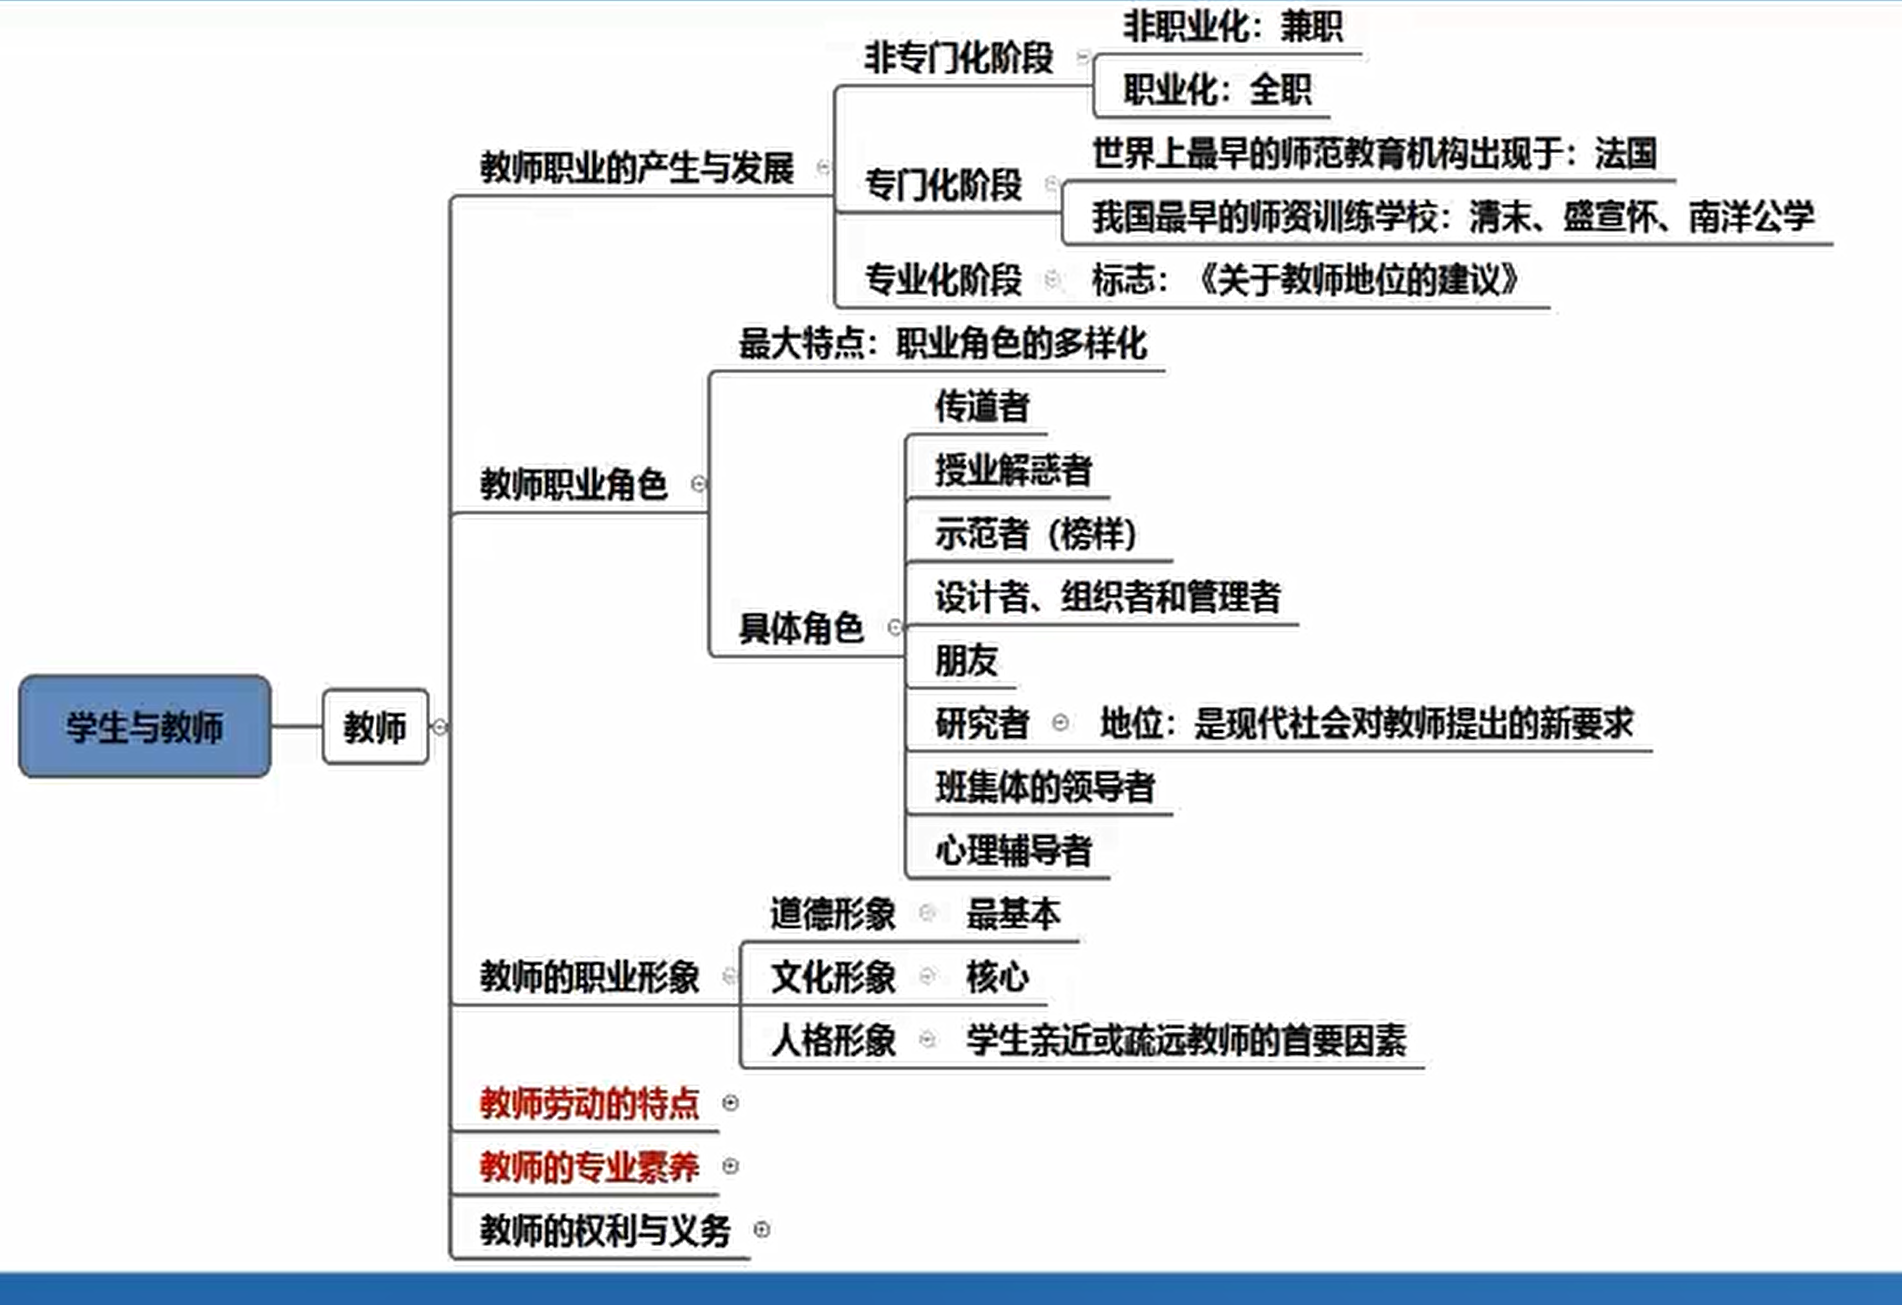 非职业化：兼职
非专门化阶段
职业化：全职
世界上最早的师范教育机构出现于：法国
教师职业的产生与发展
专门化阶段
我国最早的师资训练学校：清末、盛宣怀、南洋公学
专业化阶段 标志：《关于教师地位的建议》
最大特点：职业角色的多样化
传道者
授业解惑者
教师职业角色
示范者（榜样）
设计者、组织者和管理者
具体角色
朋友
学生与教师 教师
研究者 地位：是现代社会对教师提出的新要求
班集体的领导者
心理辅导者
道德形象 最基本
教师的职业形象 文化形象 核心
人格形象 学生亲近或疏远教师的首要因素
教师劳动的特点
教师的专业素养
教师的权利与义务